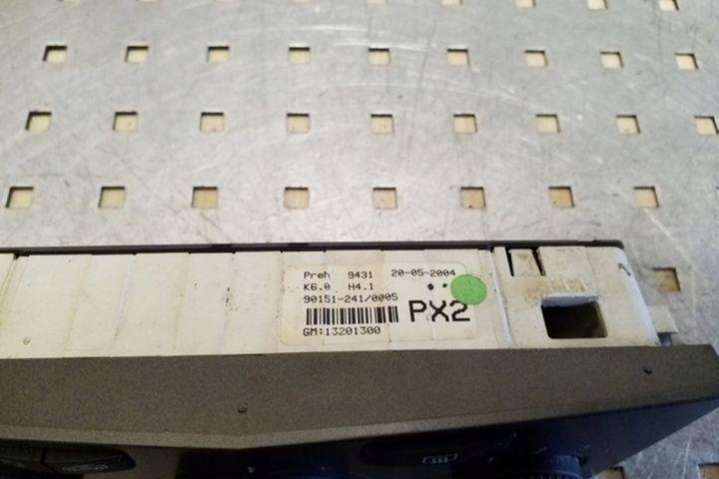 Preh 9431 20-05-2004
K6.0 H4.1
90151-241/0005
PX2
GM:13201300